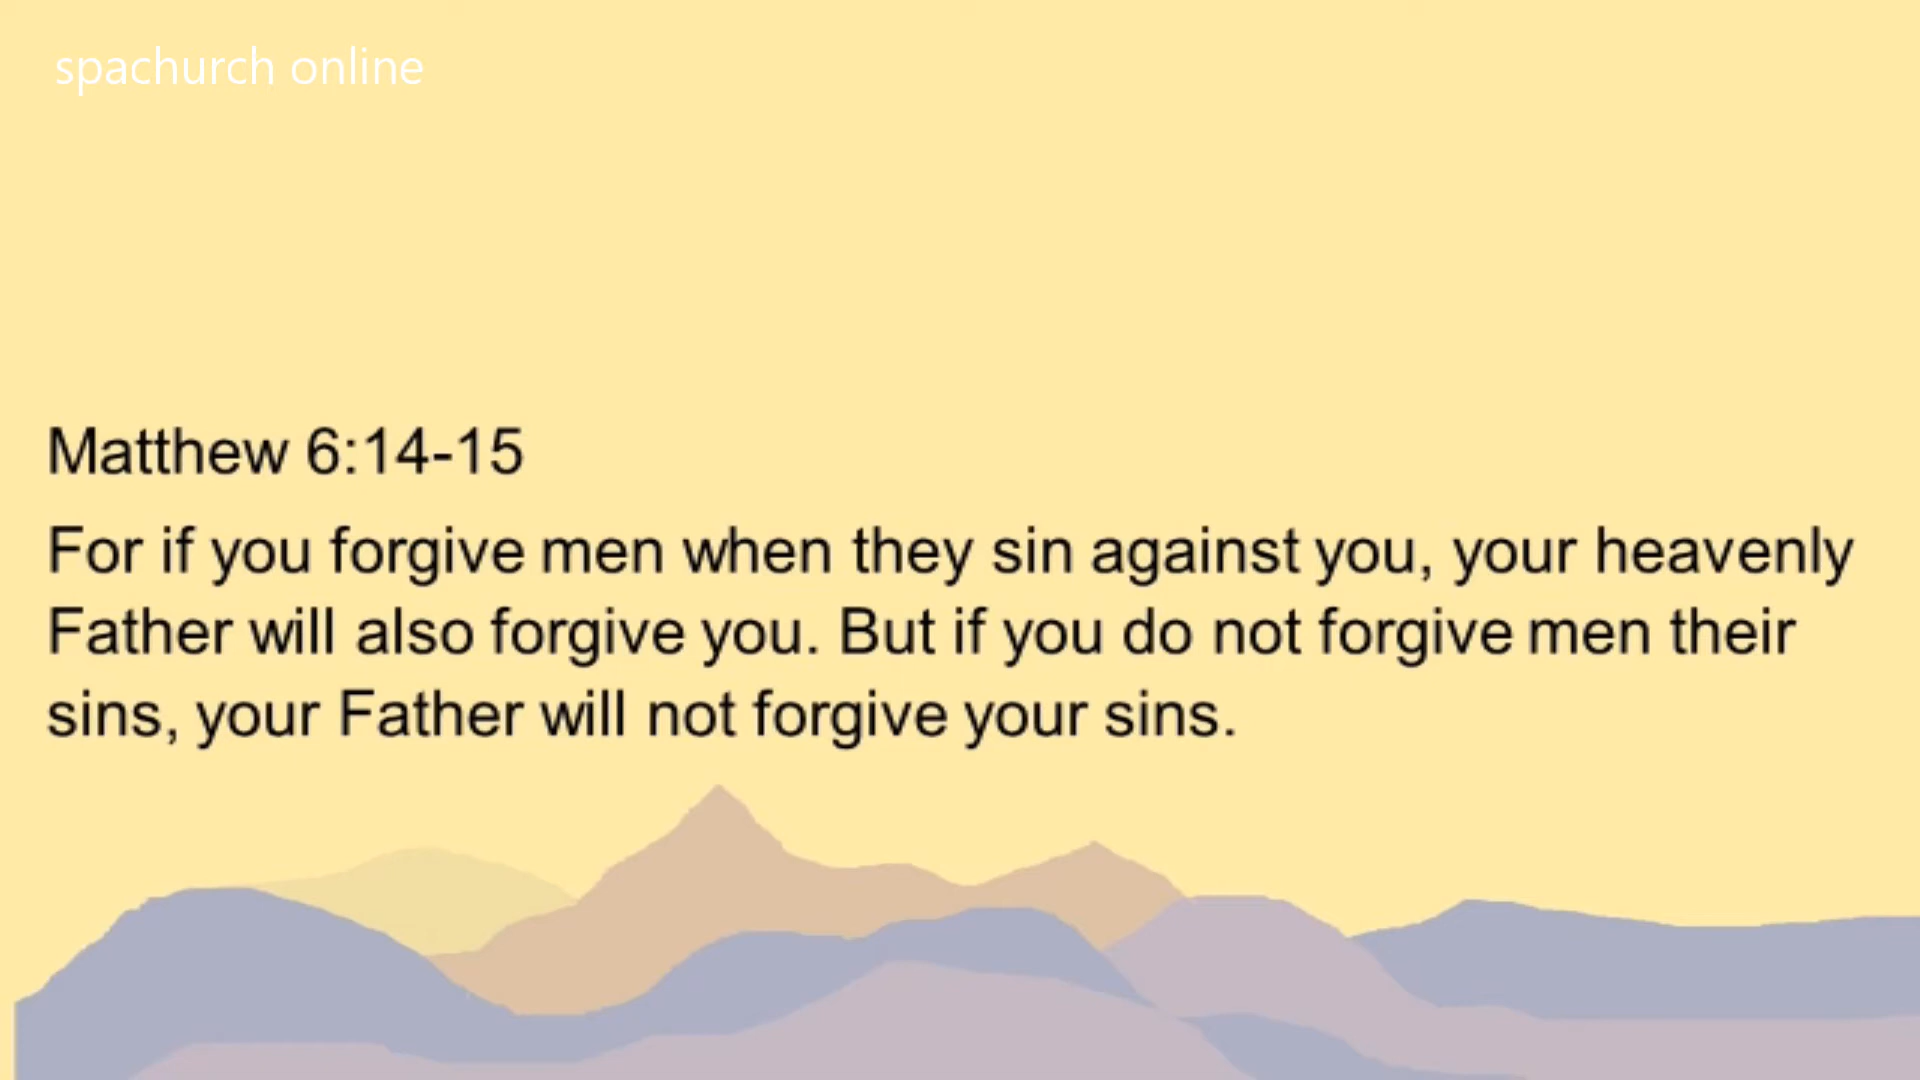 spachurch online
Matthew 6:14-15
For if you forgive men when they sin against you, your heavenly
Father will also forgive you. But if you do not forgive men their
sins, your Father will not forgive your sins.